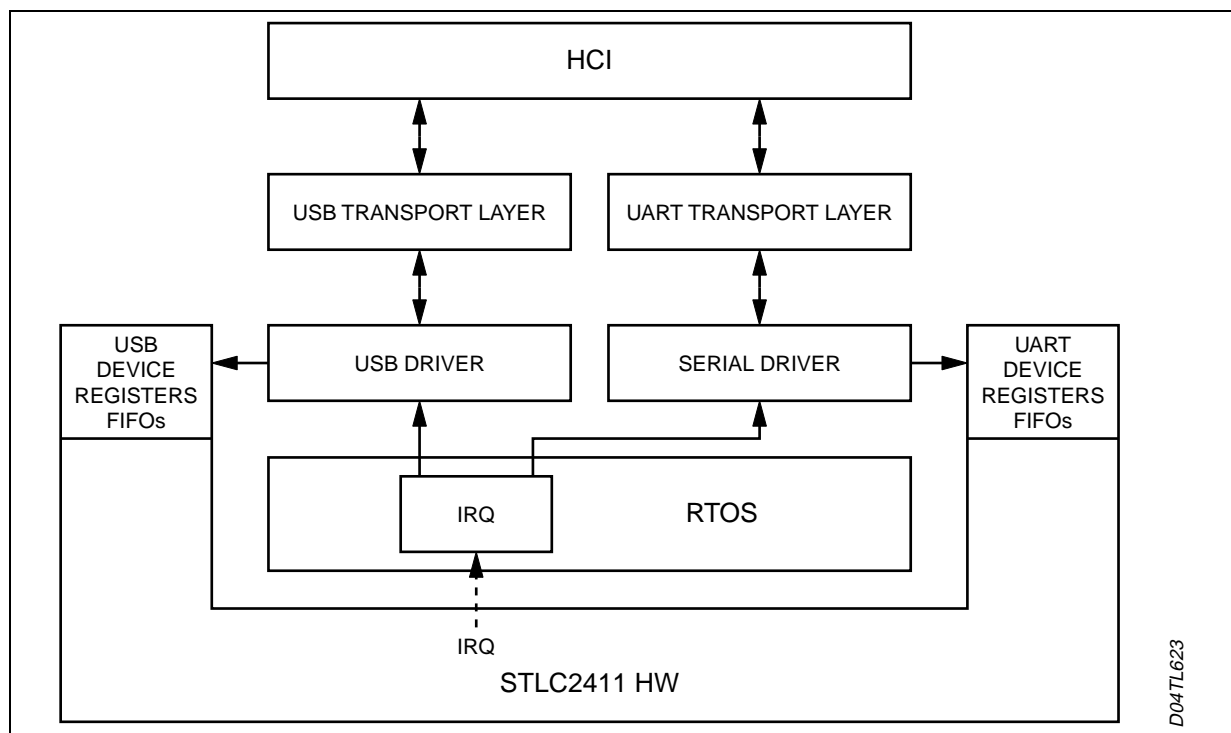 HCI
USB TRANSPORT LAYER
UART TRANSPORT LAYER
USB
DEVICE
REGISTERS
FIFOs
USB DRIVER
SERIAL DRIVER
UART
DEVICE
REGISTERS
FIFOs
IRQ
RTOS
IRQ
STLC2411 HW
D04TL623